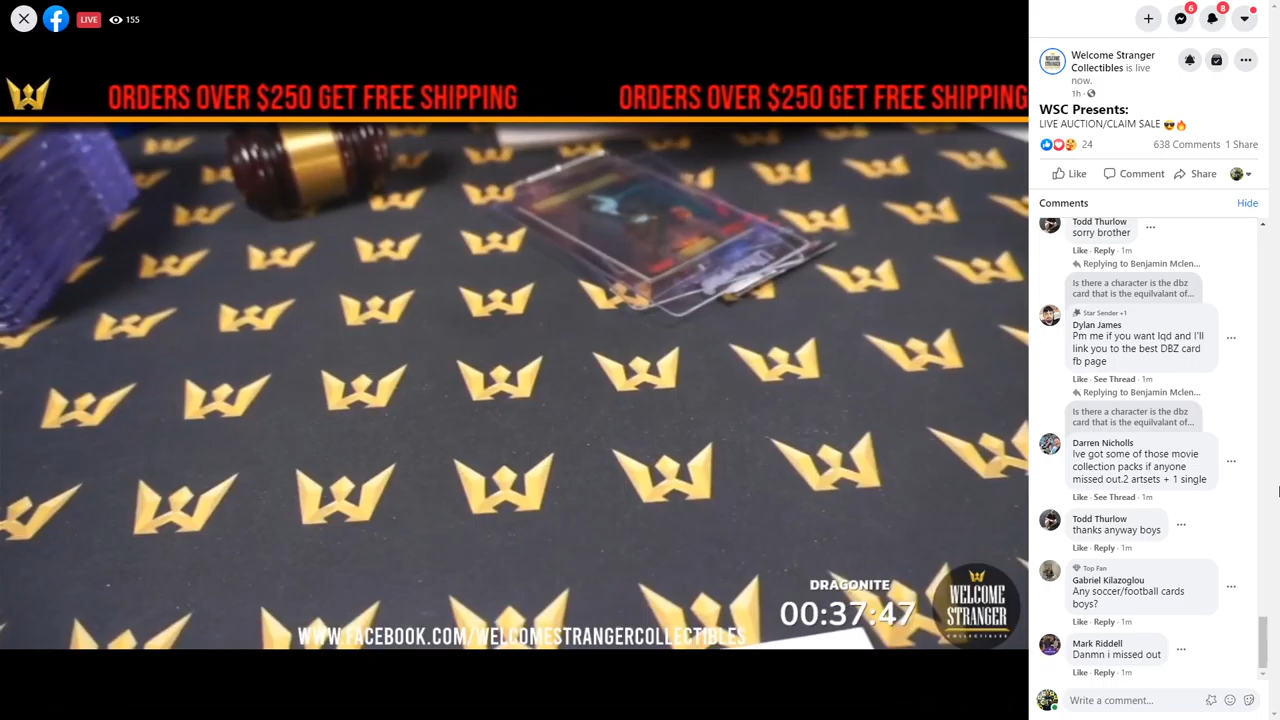 LIVE
155
ORDERS OVER $250 GET FREE SHIPPING
ORDERS OVER $250 GET FREE SHIPPING
DRAGONITE
00:37:47
WELCOME
STRANGER
COLLECTIBLES
WWW.FACEBOOK.COM/WELCOMESTRANGERCOLLECTIBLES
6
8
Welcome Stranger
Collectibles is live
now.
1h ·
WSC Presents:
LIVE AUCTION/CLAIM SALE 😎🔥
24
638 Comments 1 Share
Like
Comment
Share
Comments
Hide
Todd Thurlow
sorry brother
Like · Reply · 1m
Replying to Benjamin Mclen...
Is there a character is the dbz
card that is the equilvalant of...
Star Sender +1
Dylan James
Pm me if you want lqd and I'll
link you to the best DBZ card
fb page
Like · See Thread · 1m
Replying to Benjamin Mclen...
Is there a character is the dbz
card that is the equilvalant of...
Darren Nicholls
Ive got some of those movie
collection packs if anyone
missed out.2 artsets + 1 single
Like · See Thread · 1m
Todd Thurlow
thanks anyway boys
Like · Reply · 1m
Top Fan
Gabriel Kilazoglou
Any soccer/football cards
boys?
Like · Reply · 1m
Mark Riddell
Danmn i missed out
Like · Reply · 1m
Write a comment...